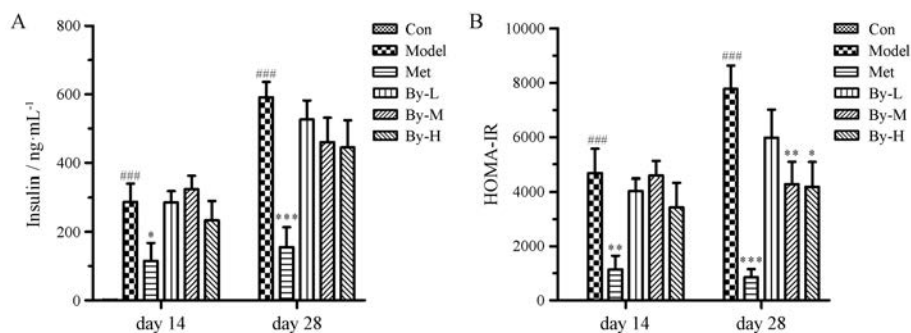 A
Insulin / ng·mL⁻¹
800
600
400
200
0
###
*
###
***
day 14
day 28
Con
Model
Met
By-L
By-M
By-H
B
HOMA-IR
10000
8000
6000
4000
2000
0
###
**
###
***
**
*
day 14
day 28
Con
Model
Met
By-L
By-M
By-H